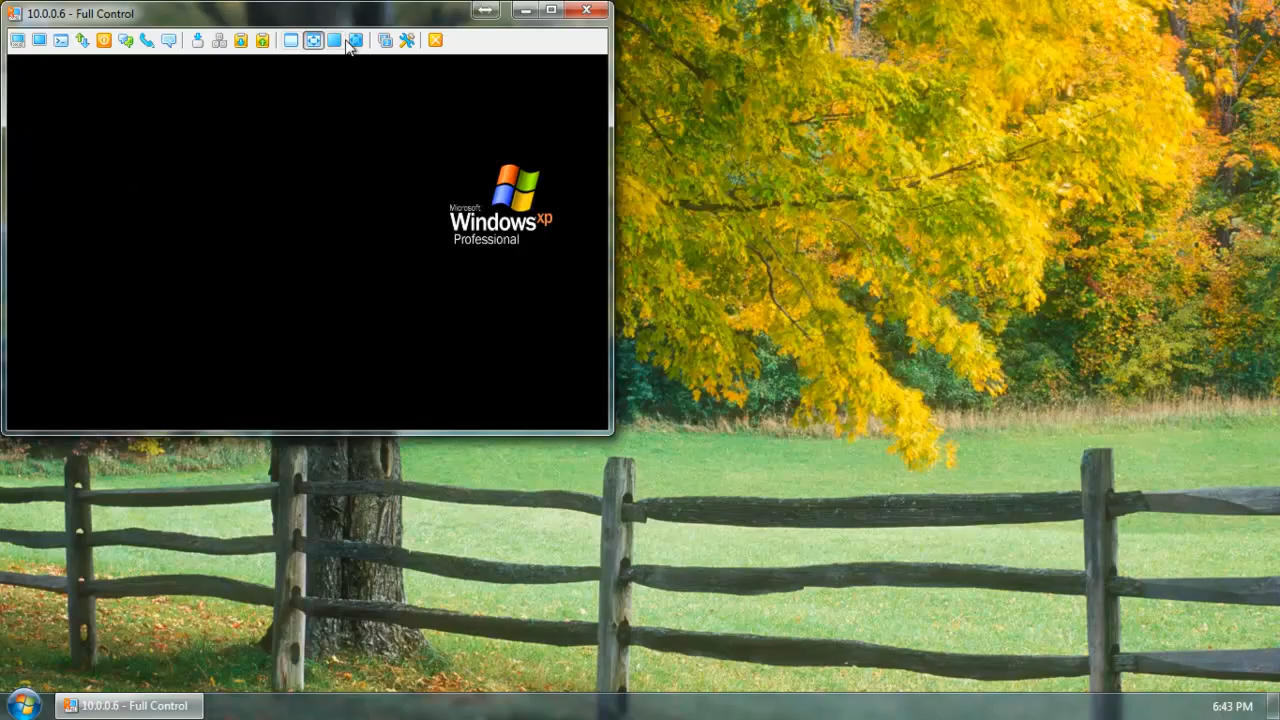 10.0.0.6 - Full Control
Microsoft
Windows xp
Professional
10.0.0.6 - Full Control
6:43 PM